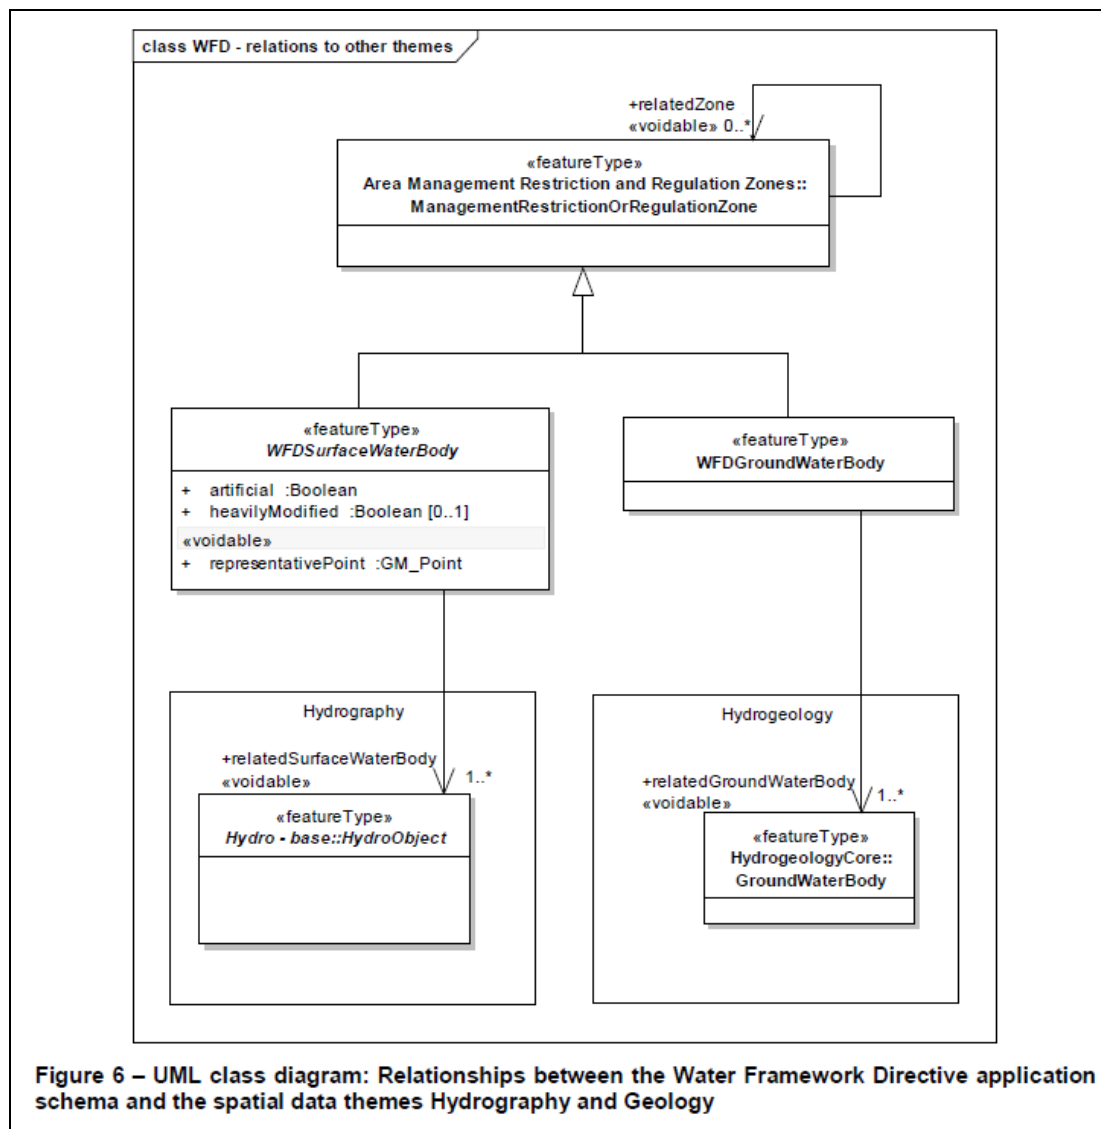 class WFD - relations to other themes
+relatedZone
«voidable» 0..*
«featureType»
Area Management Restriction and Regulation Zones::
ManagementRestrictionOrRegulationZone
«featureType»
WFDSurfaceWaterBody
+ artificial :Boolean
+ heavilyModified :Boolean [0..1]
«voidable»
+ representativePoint :GM_Point
«featureType»
WFDGroundWaterBody
Hydrography
+relatedSurfaceWaterBody
«voidable»
1..*
«featureType»
Hydro - base::HydroObject
Hydrogeology
+relatedGroundWaterBody
«voidable»
1..*
«featureType»
HydrogeologyCore::
GroundWaterBody
Figure 6 – UML class diagram: Relationships between the Water Framework Directive application
schema and the spatial data themes Hydrography and Geology